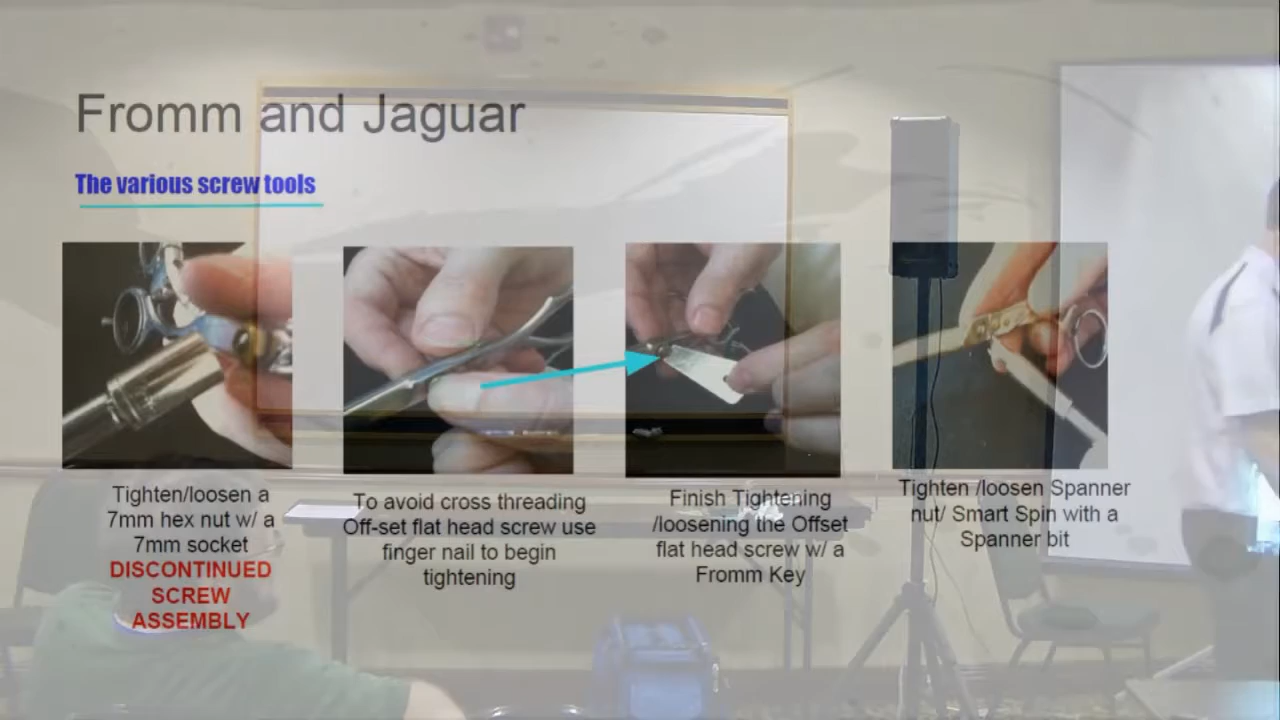 Fromm and Jaguar
The various screw tools
Tighten/loosen a
7mm hex nut w/ a
7mm socket
DISCONTINUED
SCREW
ASSEMBLY
To avoid cross threading
Off-set flat head screw use
finger nail to begin
tightening
Finish Tightening
/loosening the Offset
flat head screw w/ a
Fromm Key
Tighten /loosen Spanner
nut/ Smart Spin with a
Spanner bit